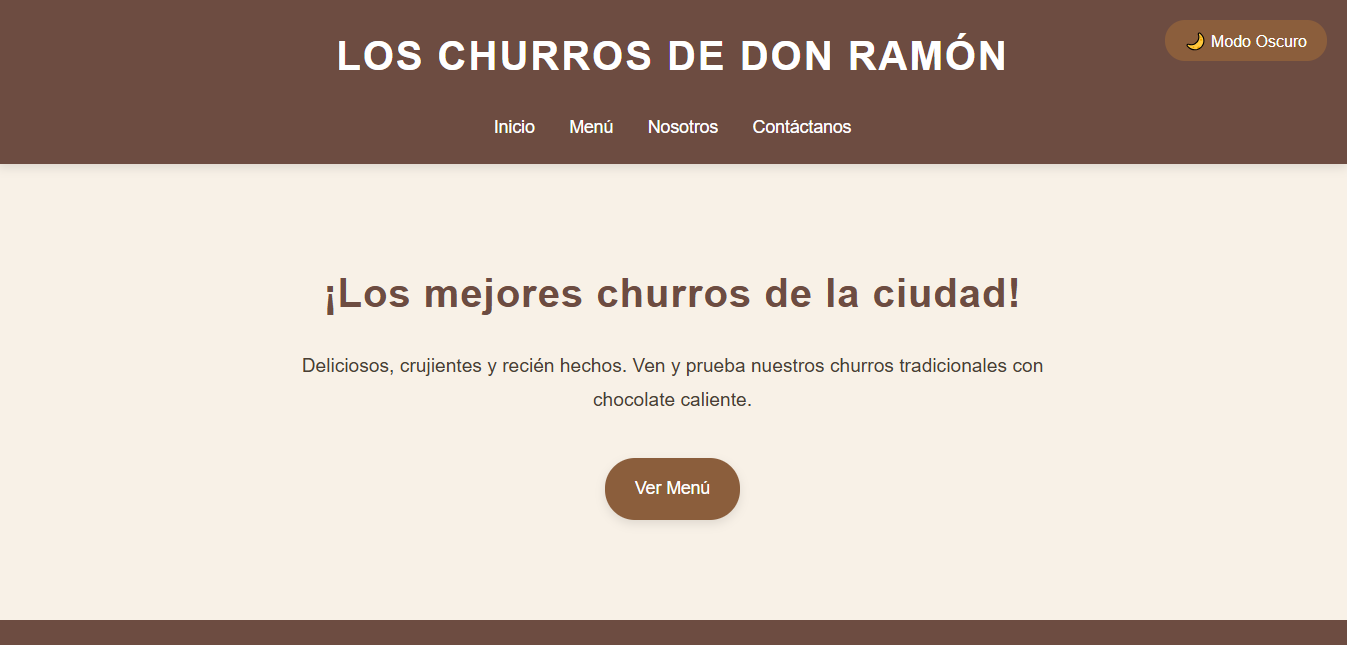 LOS CHURROS DE DON RAMÓN
🌙 Modo Oscuro
Inicio Menú Nosotros Contáctanos
¡Los mejores churros de la ciudad!
Deliciosos, crujientes y recién hechos. Ven y prueba nuestros churros tradicionales con
chocolate caliente.
Ver Menú